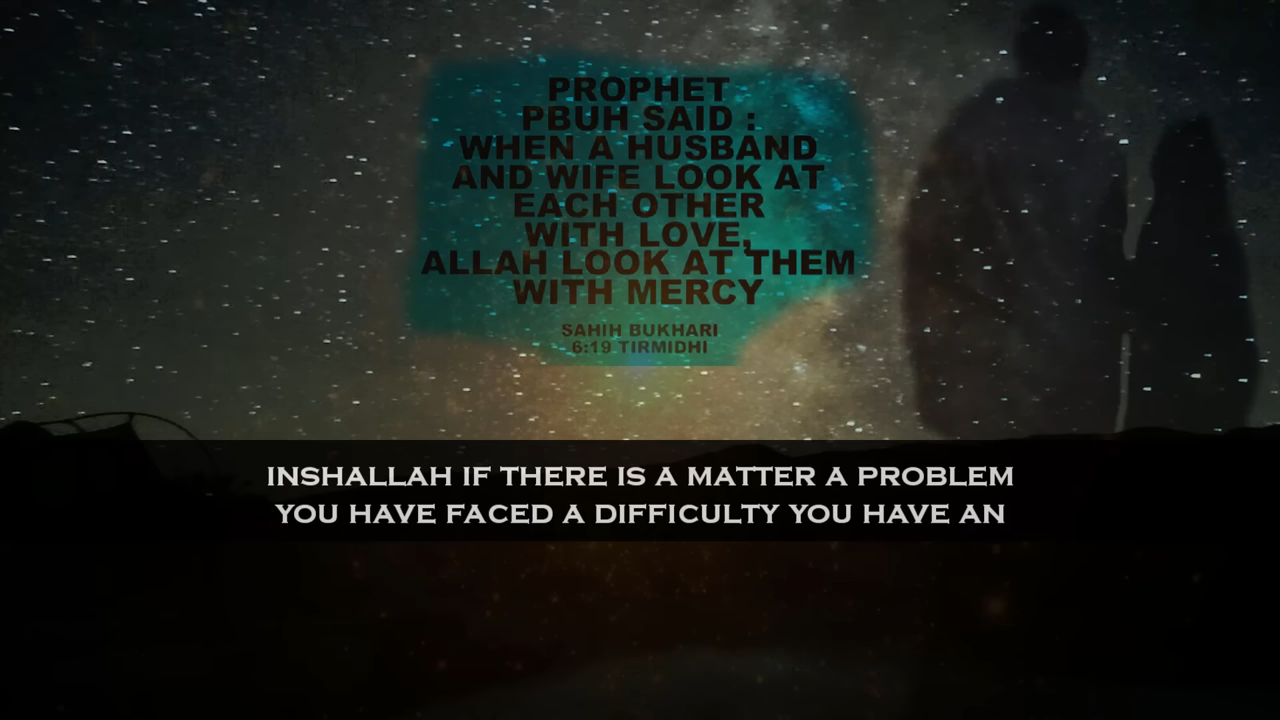 PROPHET
PBUH SAID :
WHEN A HUSBAND
AND WIFE LOOK AT
EACH OTHER
WITH LOVE,
ALLAH LOOK AT THEM
WITH MERCY
SAHIH BUKHARI
6:19 TIRMIDHI
INSHALLAH IF THERE IS A MATTER A PROBLEM
YOU HAVE FACED A DIFFICULTY YOU HAVE AN